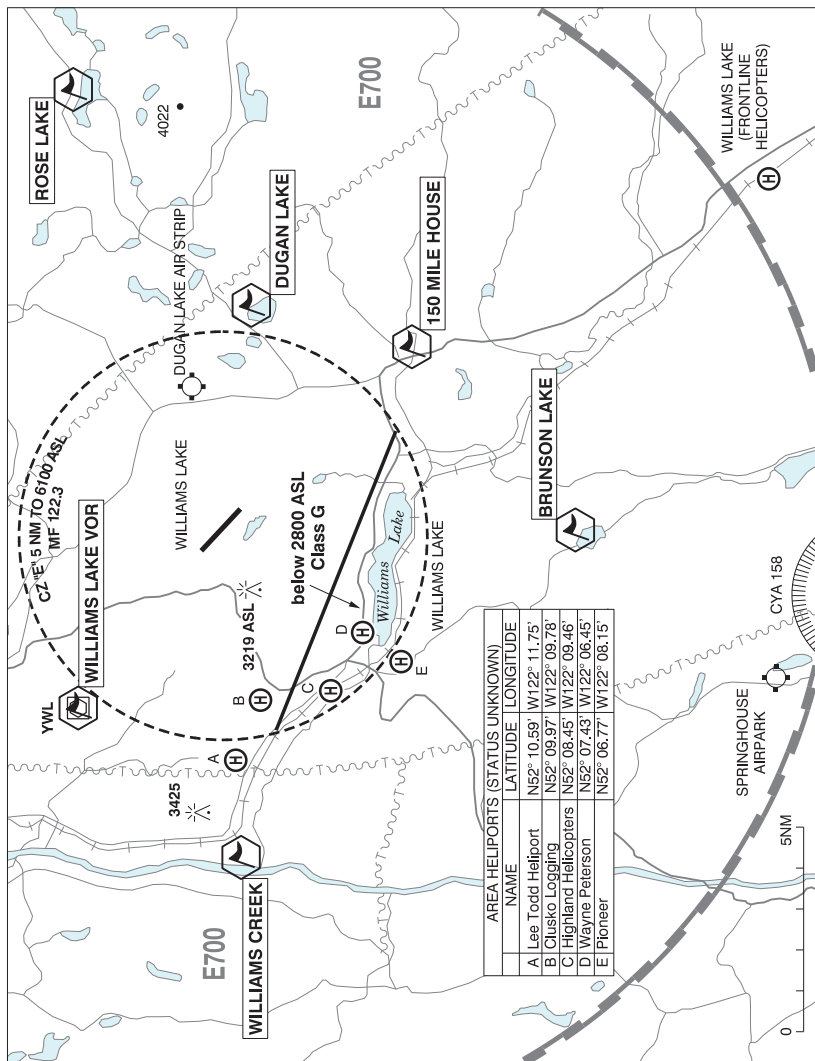 YWL
WILLIAMS LAKE VOR
CZ "E" 5 NM TO 6100 ASL
MF 122.3
ROSE LAKE
4022
DUGAN LAKE AIR STRIP
DUGAN LAKE
E700
WILLIAMS LAKE
3219 ASL
3425
A
B
C
D
E
below 2800 ASL
Class G
Williams Lake
WILLIAMS LAKE
150 MILE HOUSE
WILLIAMS CREEK
E700
BRUNSON LAKE
WILLIAMS LAKE
(FRONTLINE
HELICOPTERS)
H
H
H
H
H
H
AREA HELIPORTS (STATUS UNKNOWN)
NAME LATITUDE LONGITUDE
A Lee Todd Heliport N52° 10.59' W122° 11.75'
B Clusko Logging N52° 09.97' W122° 09.78'
C Highland Helicopters N52° 08.45' W122° 09.46'
D Wayne Peterson N52° 07.43' W122° 06.45'
E Pioneer N52° 06.77' W122° 08.15'
SPRINGHOUSE
AIRPARK
CYA 158
0 5NM